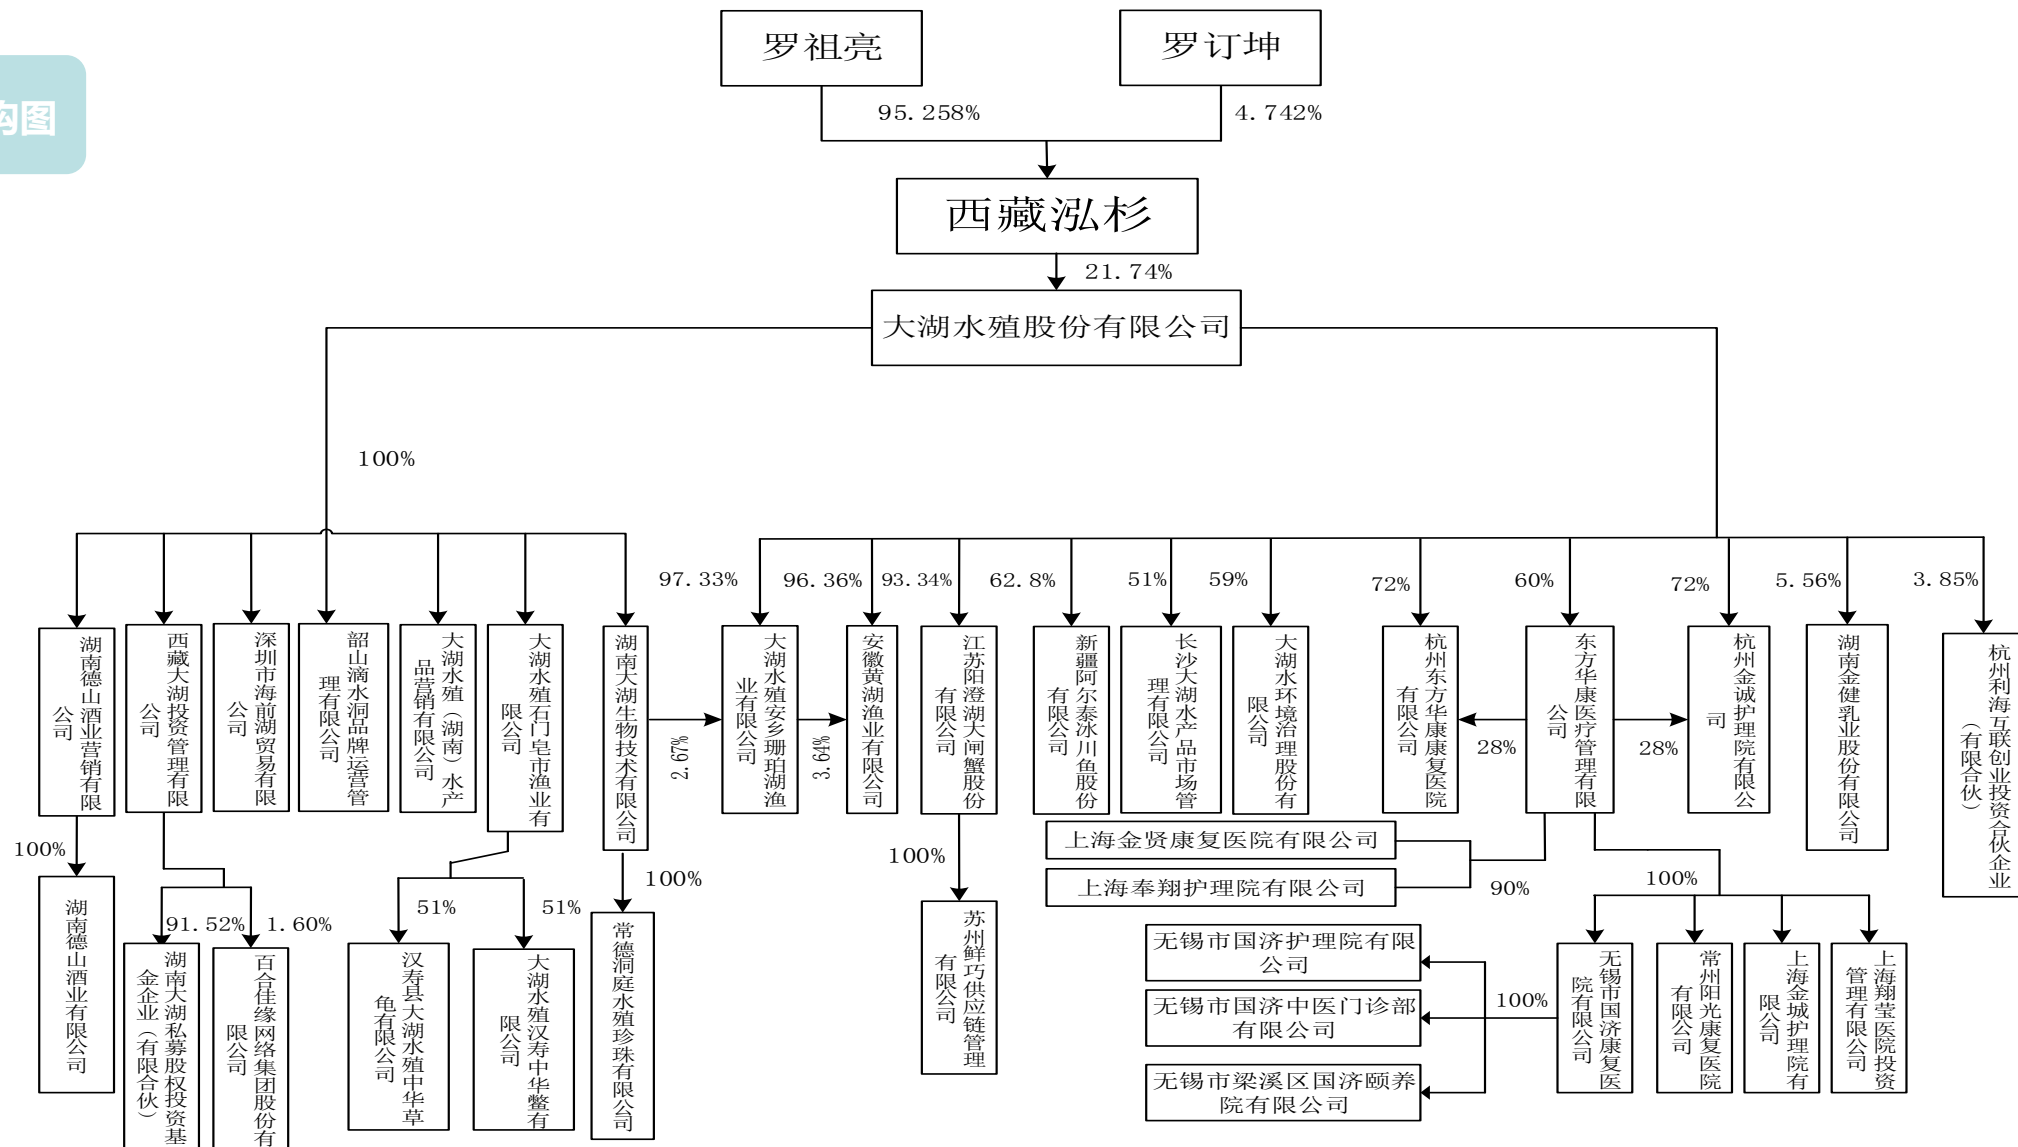 罗祖亮
罗订坤
构图
95.258%
4.742%
西藏泓杉
21.74%
大湖水殖股份有限公司
100%
97.33%
96.36%
93.34%
62.8%
51%
59%
72%
60%
72%
5.56%
3.85%
湖南德山酒业营销有限
公司
西藏大湖投资管理有限
公司
深圳市海前湖贸易有限
公司
韶山滴水洞品牌运营管
理有限公司
大湖水殖（湖南）水产
品营销有限公司
大湖水殖石门皂市渔业有
限公司
湖南大湖生物技术有限公司
2.67%
大湖水殖安乡珊珀湖渔
业有限公司
3.64%
安徽黄湖渔业有限公司
江苏阳澄湖大闸蟹股份
有限公司
新疆阿尔泰冰川鱼股份
有限公司
长沙大湖水产品市场管
理有限公司
大湖水环境治理股份有
限公司
杭州东方华康康复医院
有限公司
28%
东方华康医疗管理有限
公司
28%
杭州金诚护理院有限公
司
湖南金健乳业股份有限公司
杭州利海互联创业投资合伙企业
（有限合伙）
100%
91.52%
1.60%
51%
51%
100%
100%
上海金贤康复医院有限公司
上海奉翔护理院有限公司
90%
100%
湖南德山酒业有限公司
湖南大湖私募股权投资基
金企业（有限合伙）
百合佳缘网络集团股份有
限公司
汉寿县大湖水殖中华草
龟有限公司
大湖水殖汉寿中华鳖有
限公司
常德洞庭水殖珍珠有限公司
苏州鲜巧供应链管理
有限公司
无锡市国济护理院有限
公司
无锡市国济中医门诊部
有限公司
无锡市梁溪区国济颐养
院有限公司
100%
无锡市国济康复医
院有限公司
常州阳光康复医院
有限公司
上海金城护理院有
限公司
上海翔莹医院投资
管理有限公司